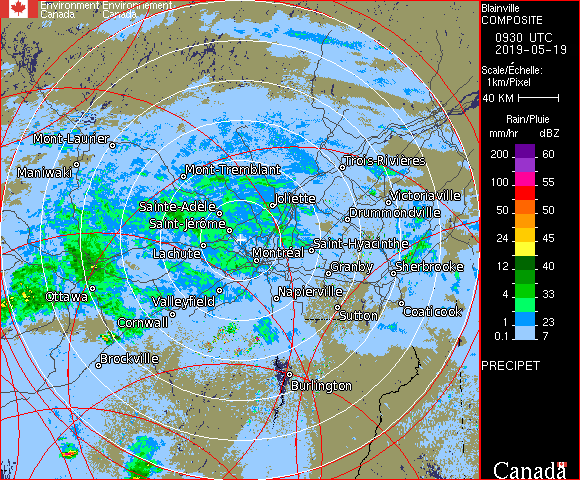 Environment Environnement
Canada Canada
Blainville
COMPOSITE
0930 UTC
2019-05-19
Scale/Échelle:
1km/Pixel
40 KM
Rain/Pluie
mm/hr dBZ
200 60
100 55
50 50
24 45
12 40
4 33
1 23
0.1 7
PRECIPET
Mont-Laurier
Maniwaki
Mont-Tremblant
Trois-Rivières
Sainte-Adèle
Joliette
Victoriaville
Drummondville
Saint-Jérôme
Lachute
Montréal
Saint-Hyacinthe
Granby
Sherbrooke
Ottawa
Valleyfield
Napierville
Cornwall
Sutton
Coaticook
Brockville
Burlington
Canada